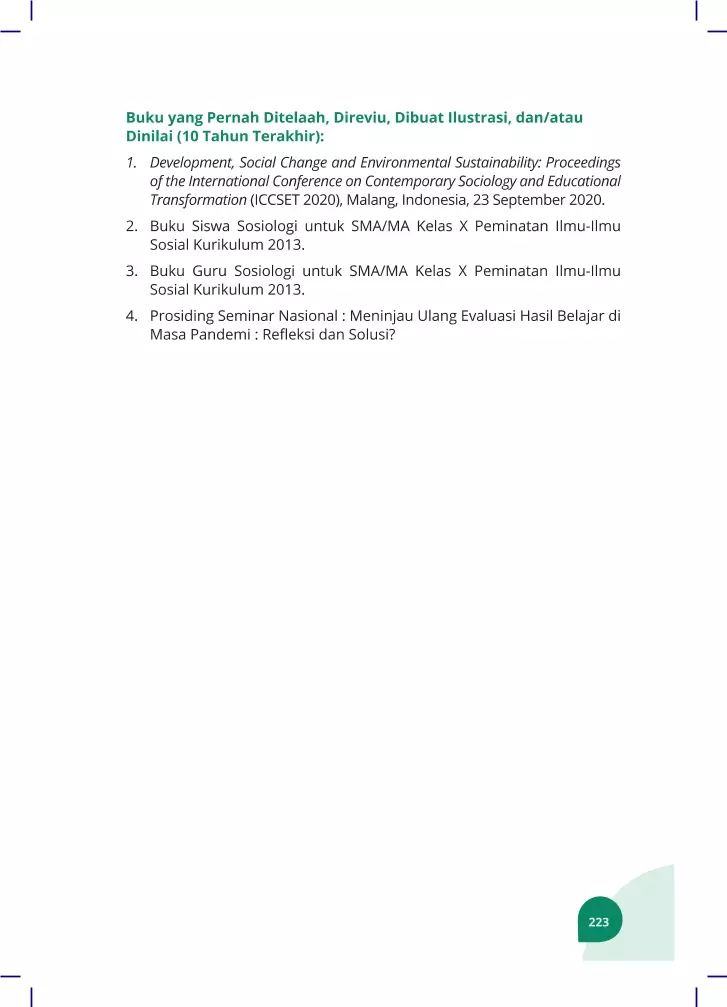 Buku yang Pernah Ditelaah, Direviu, Dibuat Ilustrasi, dan/atau
Dinilai (10 Tahun Terakhir):
1. Development, Social Change and Environmental Sustainability: Proceedings
of the International Conference on Contemporary Sociology and Educational
Transformation (ICCSET 2020), Malang, Indonesia, 23 September 2020.
2. Buku Siswa Sosiologi untuk SMA/MA Kelas X Peminatan Ilmu-Ilmu
Sosial Kurikulum 2013.
3. Buku Guru Sosiologi untuk SMA/MA Kelas X Peminatan Ilmu-Ilmu
Sosial Kurikulum 2013.
4. Prosiding Seminar Nasional : Meninjau Ulang Evaluasi Hasil Belajar di
Masa Pandemi : Refleksi dan Solusi?
223